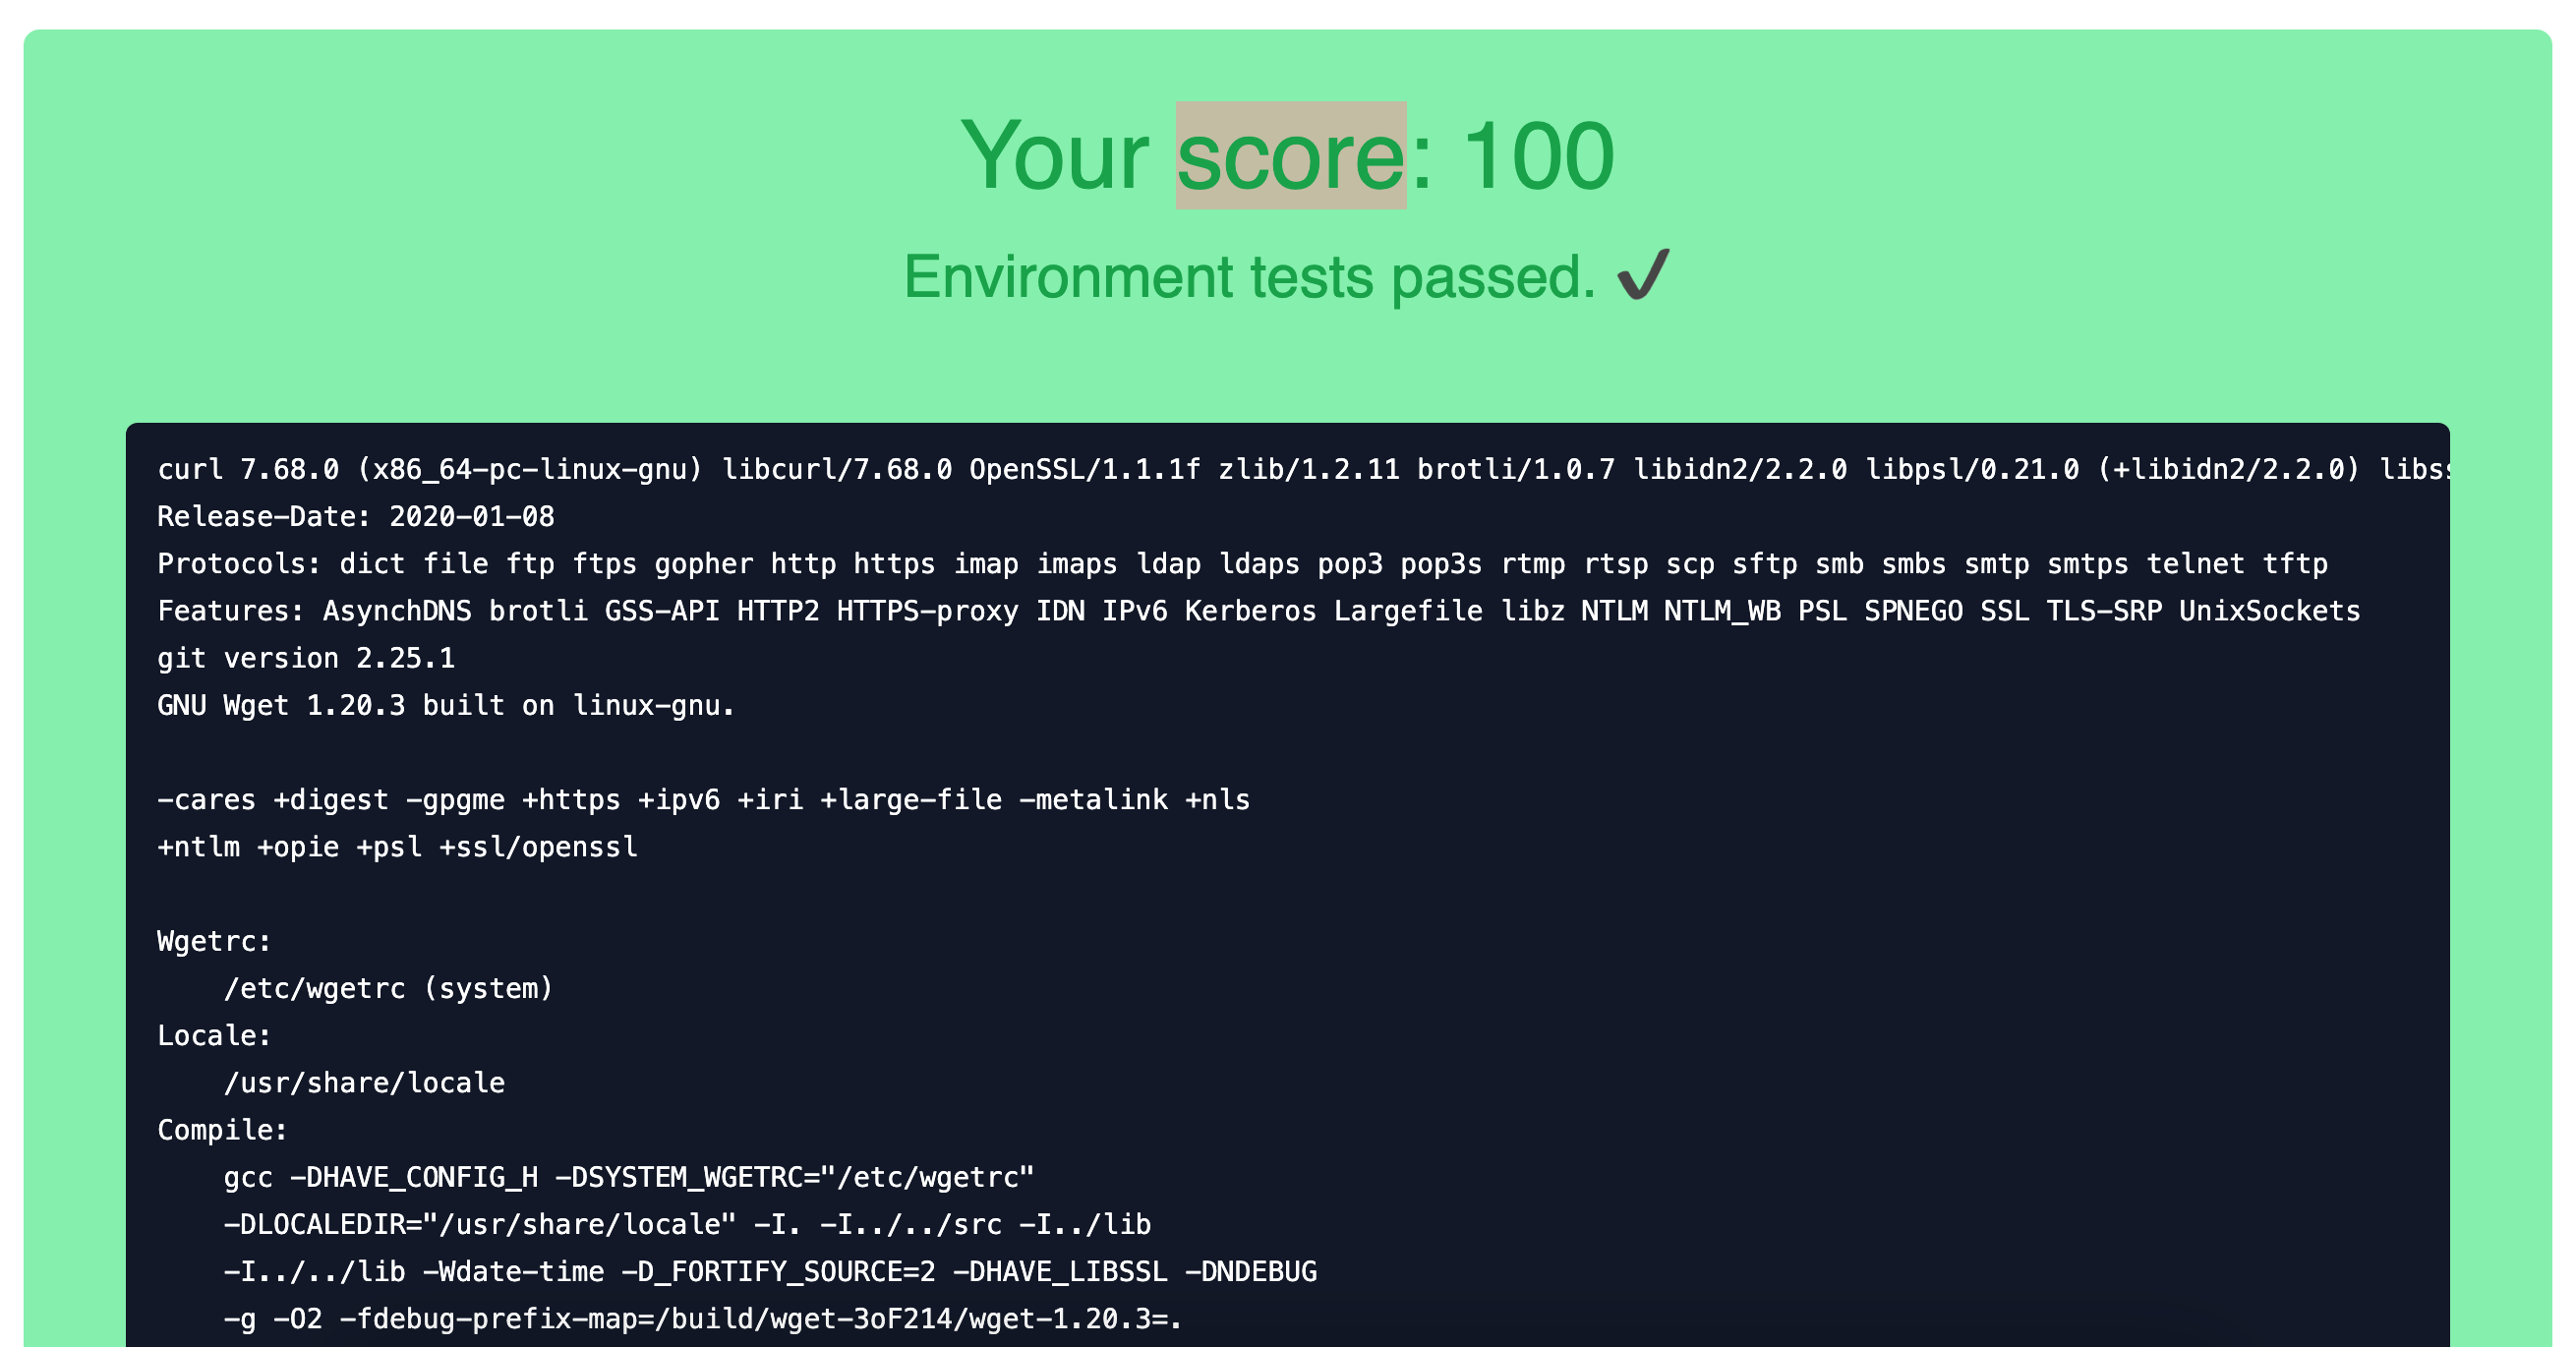 Your score: 100
Environment tests passed. ✔
curl 7.68.0 (x86_64-pc-linux-gnu) libcurl/7.68.0 OpenSSL/1.1.1f zlib/1.2.11 brotli/1.0.7 libidn2/2.2.0 libpsl/0.21.0 (+libidn2/2.2.0)
Release-Date: 2020-01-08
Protocols: dict file ftp ftps gopher http https imap imaps ldap ldaps pop3 pop3s rtmp rtsp scp sftp smb smbs smtp smtps telnet tftp
Features: AsynchDNS brotli GSS-API HTTP2 HTTPS-proxy IDN IPv6 Kerberos Largefile libz NTLM NTLM_WB PSL SPNEGO SSL TLS-SRP UnixSockets
git version 2.25.1
GNU Wget 1.20.3 built on linux-gnu.
-cares +digest -gpgme +https +ipv6 +iri +large-file -metalink +nls
+ntlm +opie +psl +ssl/openssl
Wgetrc:
/etc/wgetrc (system)
Locale:
/usr/share/locale
Compile:
gcc -DHAVE_CONFIG_H -DSYSTEM_WGETRC="/etc/wgetrc"
-DLOCALEDIR="/usr/share/locale" -I. -I../../src -I../lib
-I../../lib -Wdate-time -D_FORTIFY_SOURCE=2 -DHAVE_LIBSSL -DNDEBUG
-g -O2 -fdebug-prefix-map=/build/wget-3oF214/wget-1.20.3=.